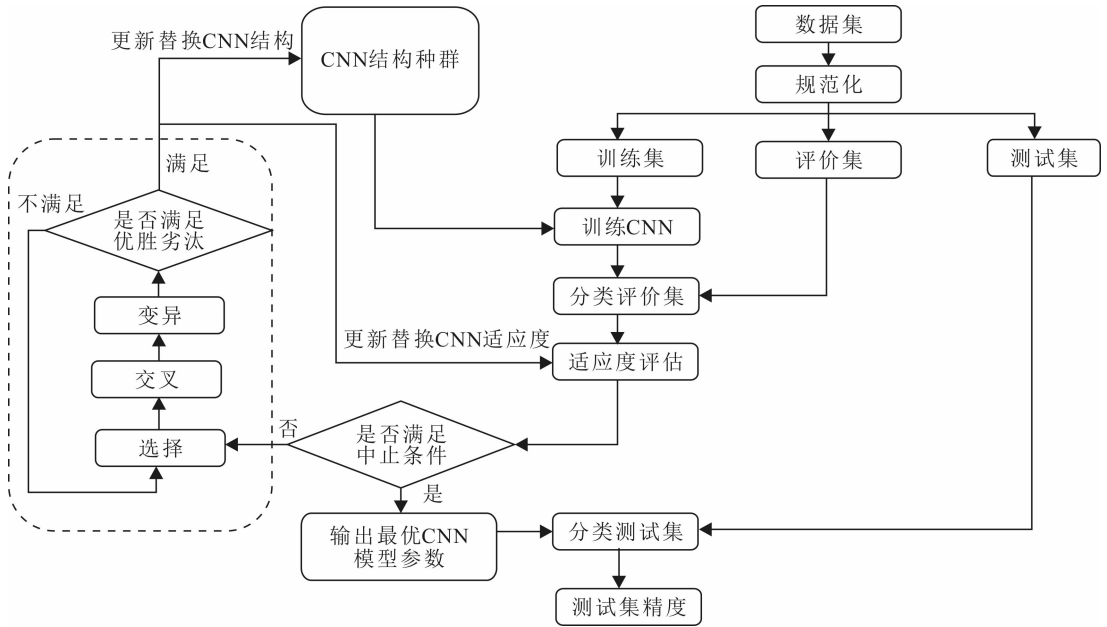 数据集
更新替换CNN结构
CNN结构种群
规范化
训练集
评价集
测试集
满足
不满足
是否满足
优胜劣汰
训练CNN
分类评价集
变异
更新替换CNN适应度
适应度评估
交叉
否
是否满足
中止条件
选择
是
输出最优CNN
模型参数
分类测试集
测试集精度